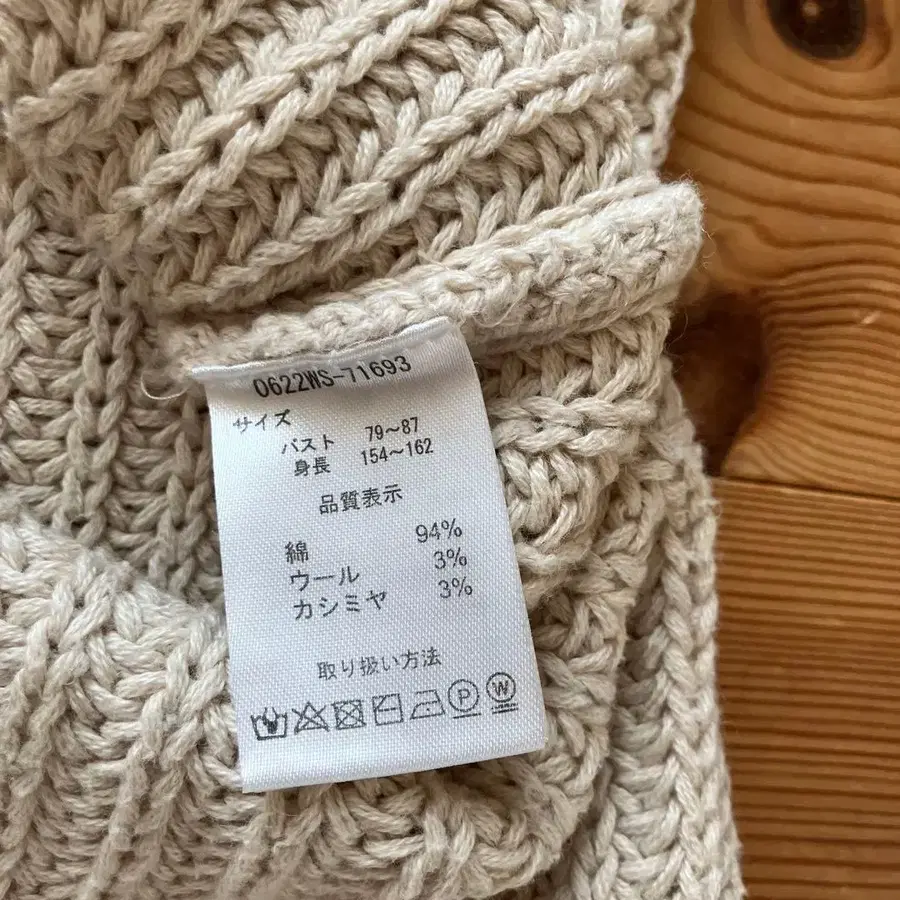 0622WS-71693
サイズ
バスト 79～87
身長 154～162
品質表示
綿 94%
ウール 3%
カシミヤ 3%
取り扱い方法
P W